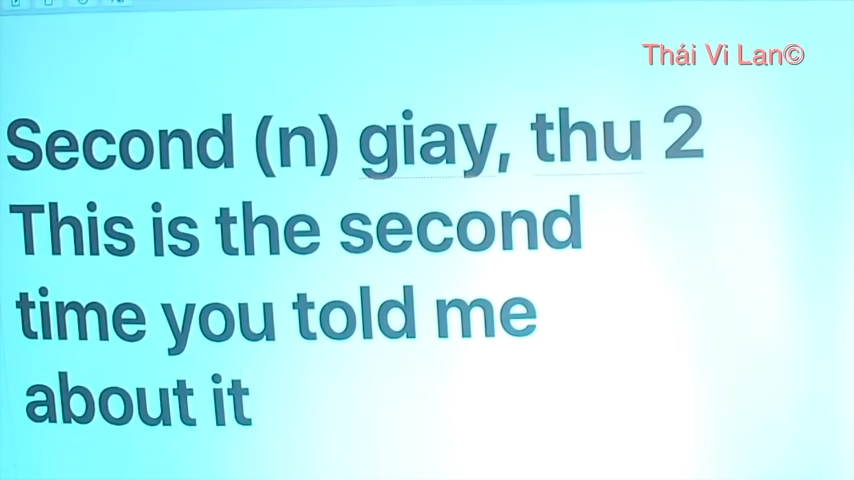 Thái Vi Lan©
Second (n) giay, thu 2
This is the second
time you told me
about it